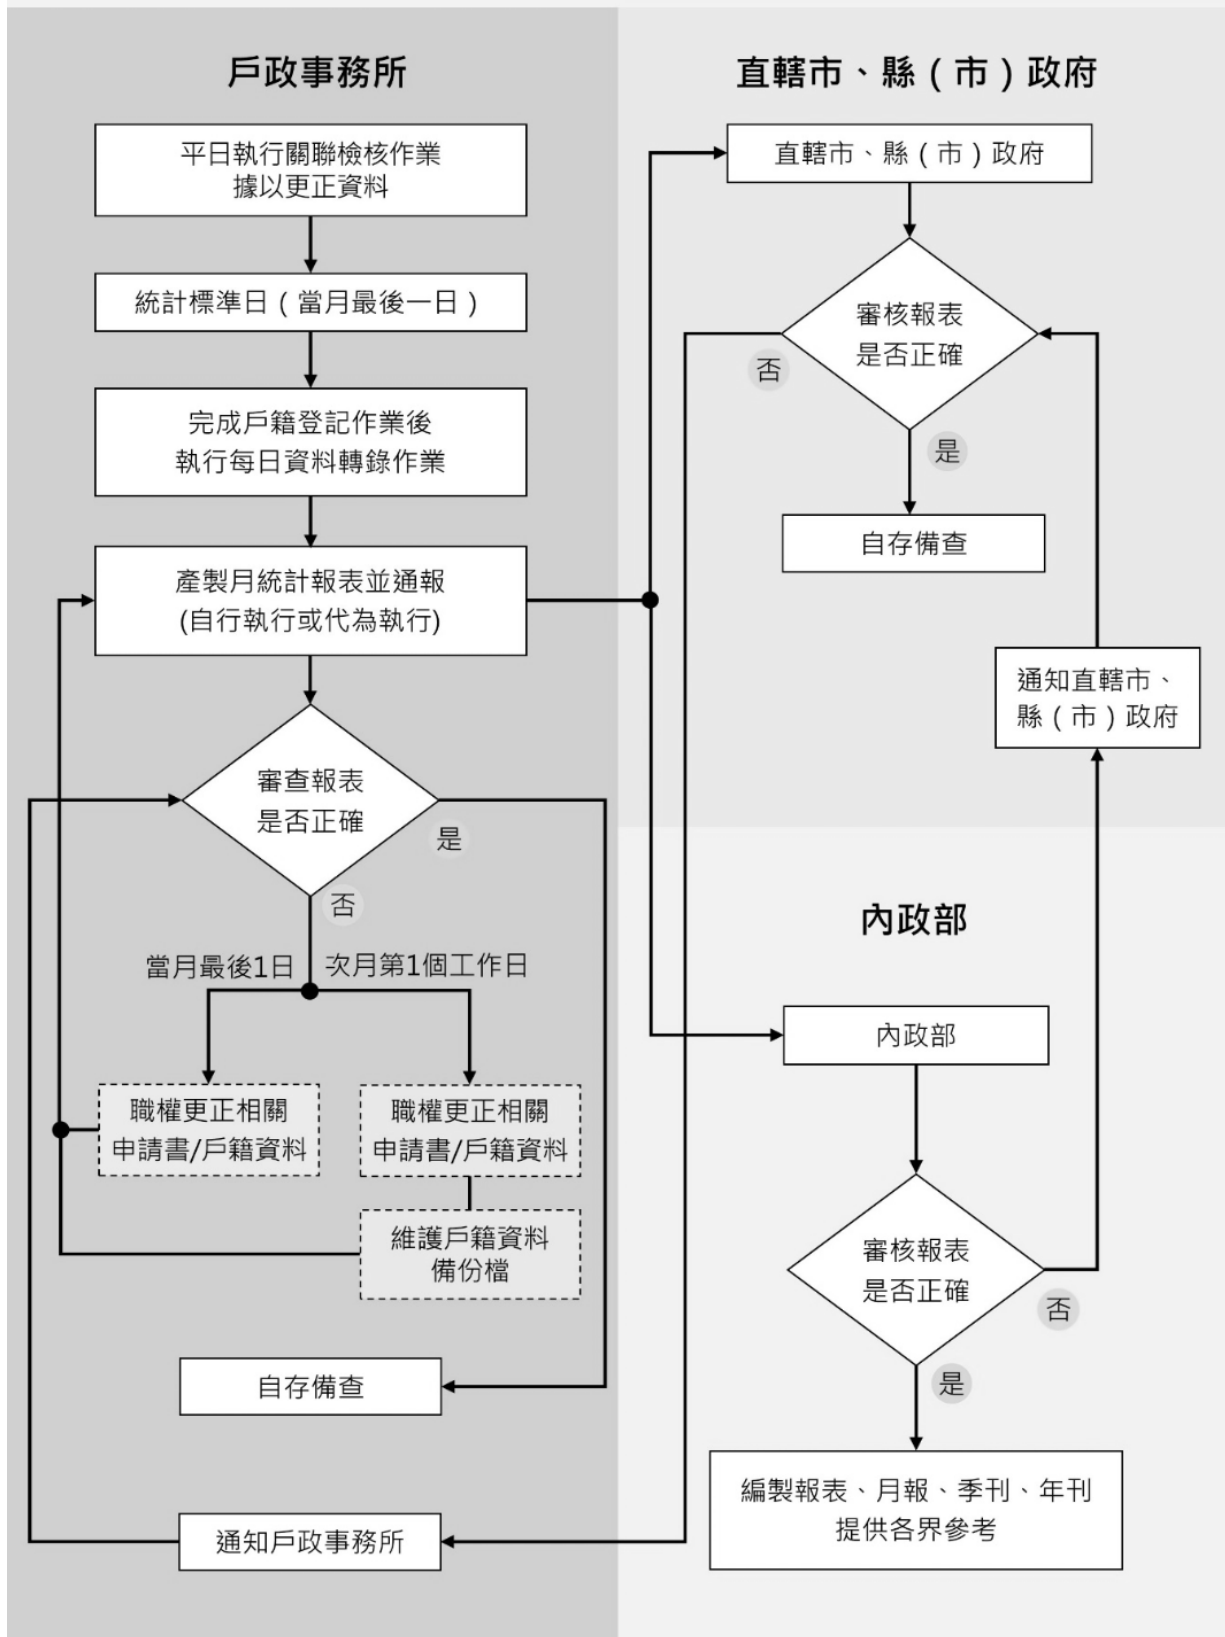 戶政事務所
平日執行關聯檢核作業
據以更正資料
統計標準日（當月最後一日）
完成戶籍登記作業後
執行每日資料轉錄作業
產製月統計報表並通報
(自行執行或代為執行)
審查報表
是否正確
是
否
當月最後1日
次月第1個工作日
職權更正相關
申請書/戶籍資料
職權更正相關
申請書/戶籍資料
維護戶籍資料
備份檔
自存備查
通知戶政事務所
直轄市、縣（市）政府
直轄市、縣（市）政府
審核報表
是否正確
否
是
自存備查
通知直轄市、
縣（市）政府
內政部
內政部
審核報表
是否正確
否
是
編製報表、月報、季刊、年刊
提供各界參考